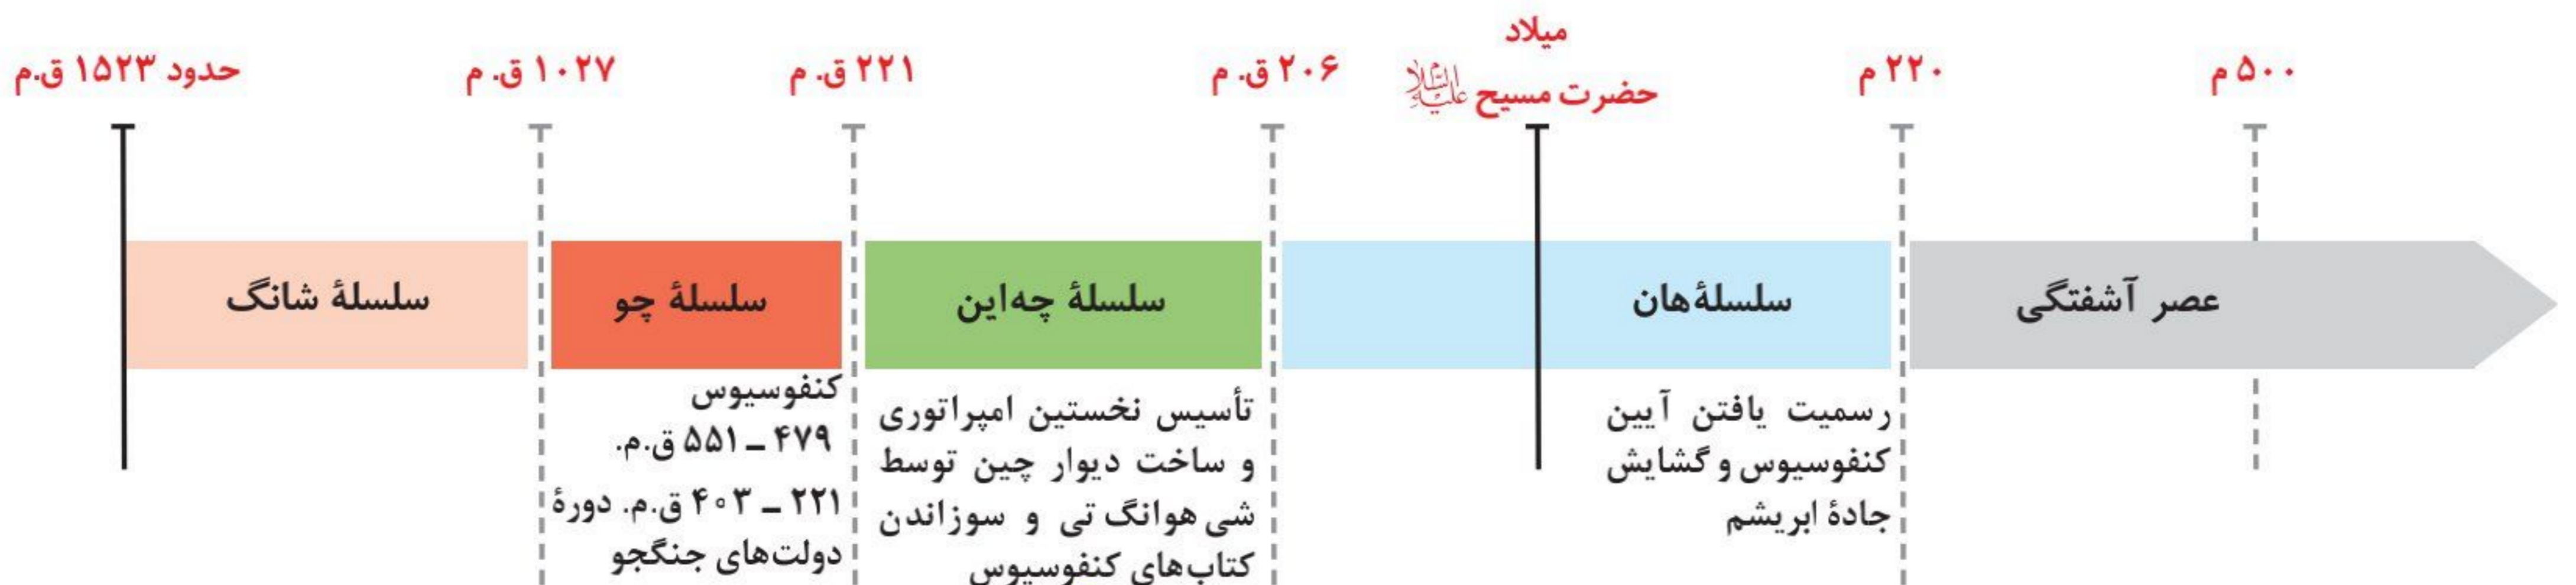 حدود ۱۵۲۳ ق.م
۱۰۲۷ ق.م
۲۲۱ ق.م
۲۰۶ ق.م
میلاد
حضرت مسیح علیه‌السلام
۲۲۰ م
۵۰۰ م
سلسلهٔ شانگ
سلسلهٔ چو
سلسلهٔ چه‌این
سلسلهٔ هان
عصر آشفتگی
کنفوسیوس
۴۷۹ ـ ۵۵۱ ق.م.
۲۲۱ ـ ۴۰۳ ق.م. دورهٔ
دولت‌های جنگجو
تأسیس نخستین امپراتوری
و ساخت دیوار چین توسط
شی هوانگ تی و سوزاندن
کتاب‌های کنفوسیوس
رسمیت یافتن آیین
کنفوسیوس و گشایش
جادهٔ ابریشم